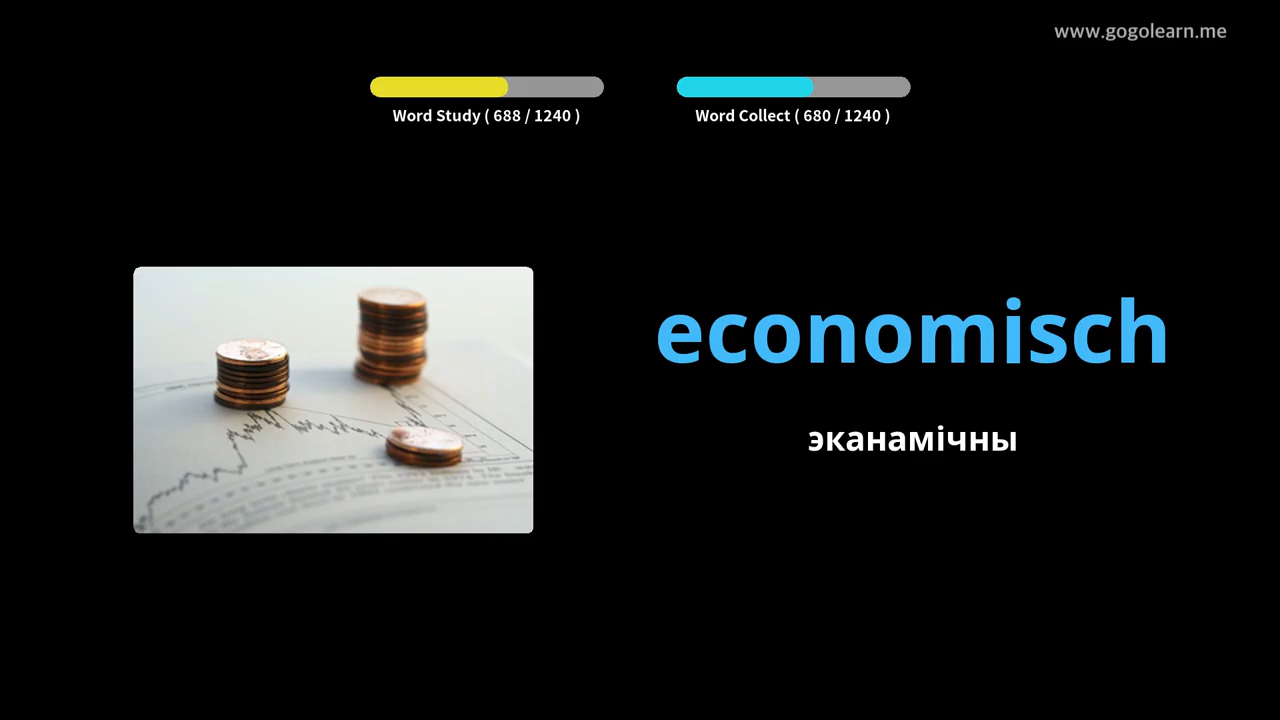 www.gogolearn.me
Word Study ( 688 / 1240 )
Word Collect ( 680 / 1240 )
economisch
эканамічны